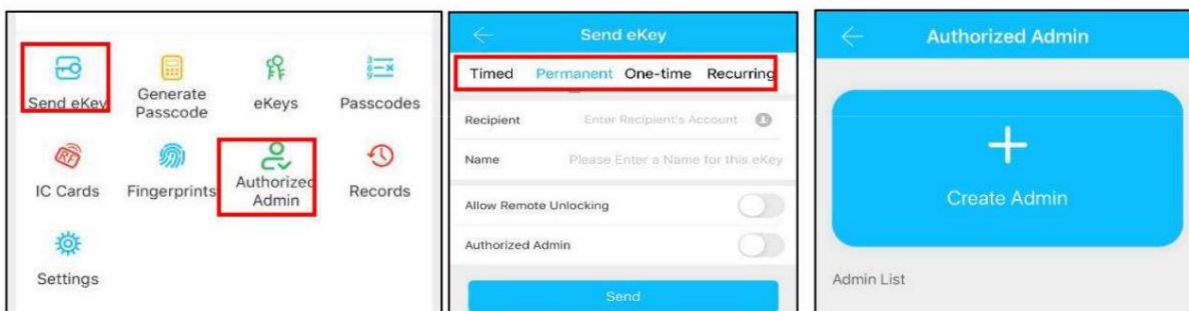 Send eKey
Generate
Passcode
eKeys
Passcodes
IC Cards
Fingerprints
Authorized
Admin
Records
Settings
Send eKey
Timed Permanent One-time Recurring
Recipient Enter Recipient's Account
Name Please Enter a Name for this eKey
Allow Remote Unlocking
Authorized Admin
Send
Authorized Admin
Create Admin
Admin List